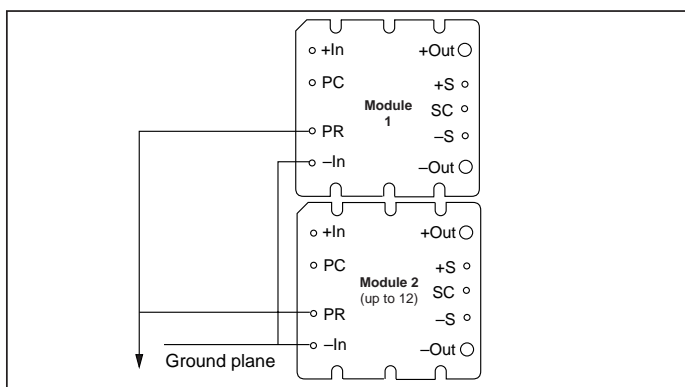 +In +Out
PC +S
Module
1
SC
PR –S
–In –Out
+In +Out
PC +S
Module 2
(up to 12)
SC
PR –S
–In –Out
Ground plane